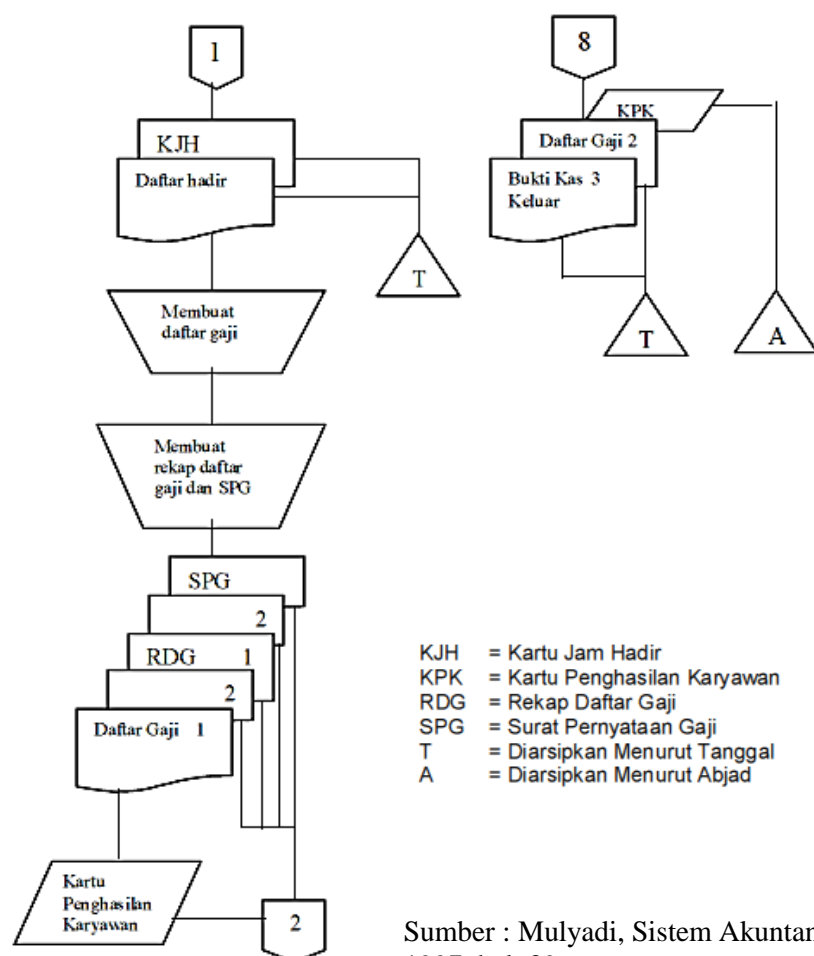 1
KJH
Daftar hadir
T
Membuat
daftar gaji
Membuat
rekap daftar
gaji dan SPG
SPG
2
RDG 1
2
Daftar Gaji 1
Kartu
Penghasilan
Karyawan
2
8
KPK
Daftar Gaji 2
Bukti Kas 3
Keluar
T
A
KJH = Kartu Jam Hadir
KPK = Kartu Penghasilan Karyawan
RDG = Rekap Daftar Gaji
SPG = Surat Pernyataan Gaji
T = Diarsipkan Menurut Tanggal
A = Diarsipkan Menurut Abjad
Sumber : Mulyadi, Sistem